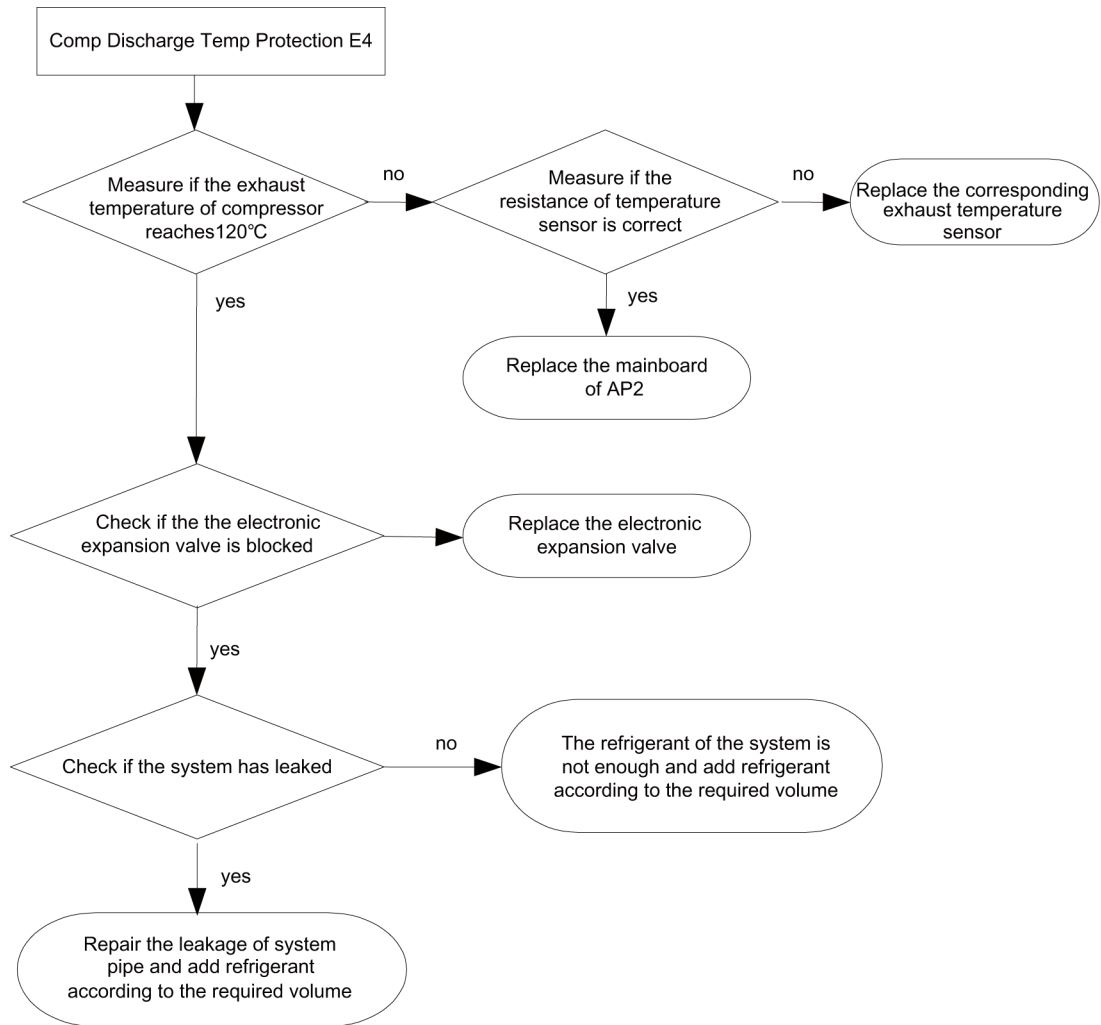 Comp Discharge Temp Protection E4
Measure if the exhaust
temperature of compressor
reaches120℃
no
Measure if the
resistance of temperature
sensor is correct
no
Replace the corresponding
exhaust temperature
sensor
yes
yes
Replace the mainboard
of AP2
Check if the the electronic
expansion valve is blocked
Replace the electronic
expansion valve
yes
Check if the system has leaked
no
The refrigerant of the system is
not enough and add refrigerant
according to the required volume
yes
Repair the leakage of system
pipe and add refrigerant
according to the required volume